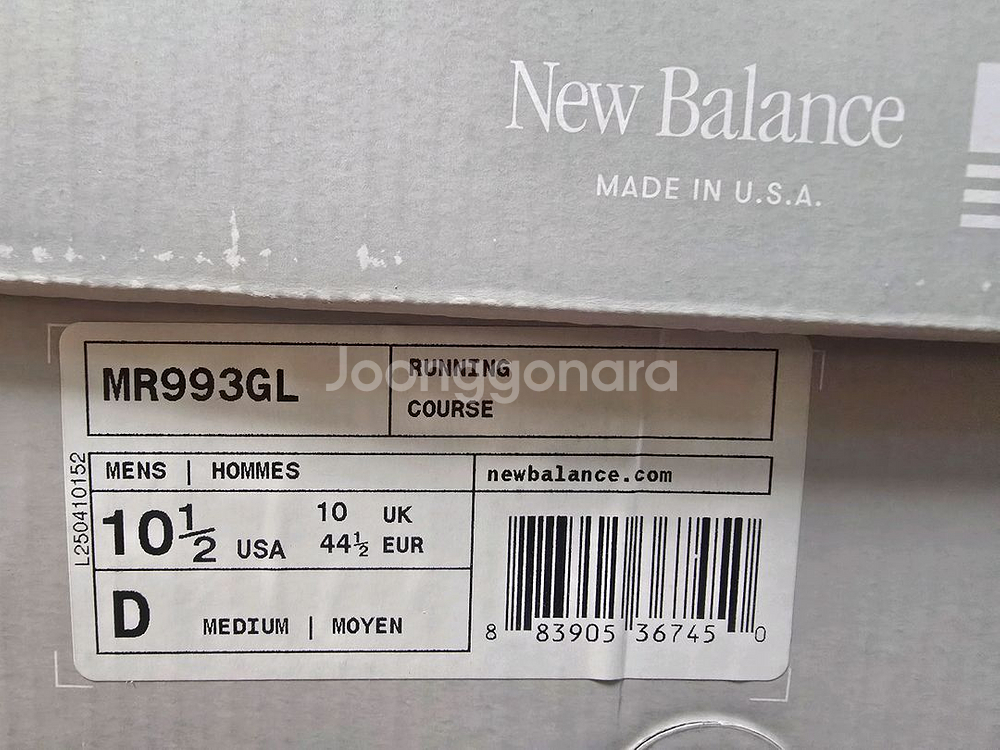 New Balance
MADE IN U.S.A.
MR993GL
RUNNING
COURSE
Joonggonara
L250410152
MENS | HOMMES
newbalance.com
10½ USA
10 UK
44½ EUR
D
MEDIUM | MOYEN
8 83905 36745 0